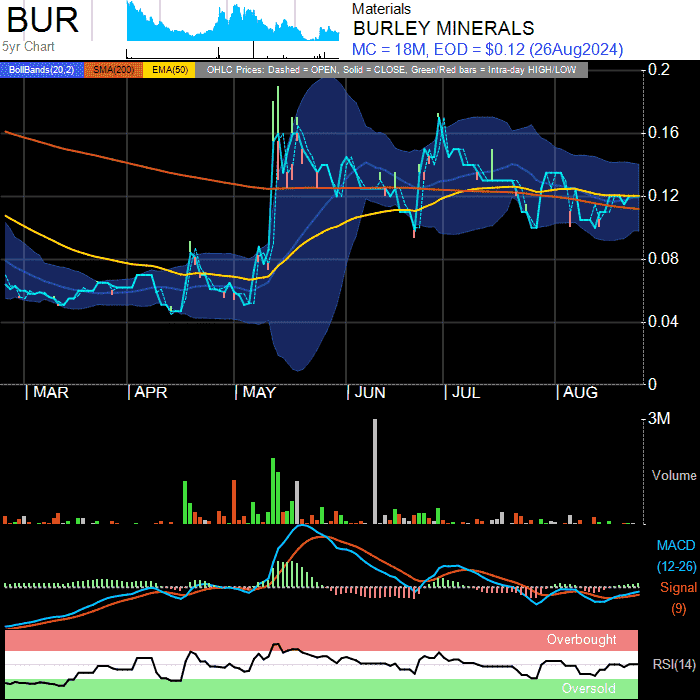 BUR
5yr Chart
Materials
BURLEY MINERALS
MC = 18M, EOD = $0.12 (26Aug2024)
BollBands(20,2) SMA(200) EMA(50) OHLC Prices: Dashed = OPEN, Solid = CLOSE, Green/Red bars = Intra-day HIGH/LOW
0.2
0.16
0.12
0.08
0.04
0
MAR APR MAY JUN JUL AUG
3M
Volume
MACD
(12-26)
Signal
(9)
Overbought
RSI(14)
Oversold